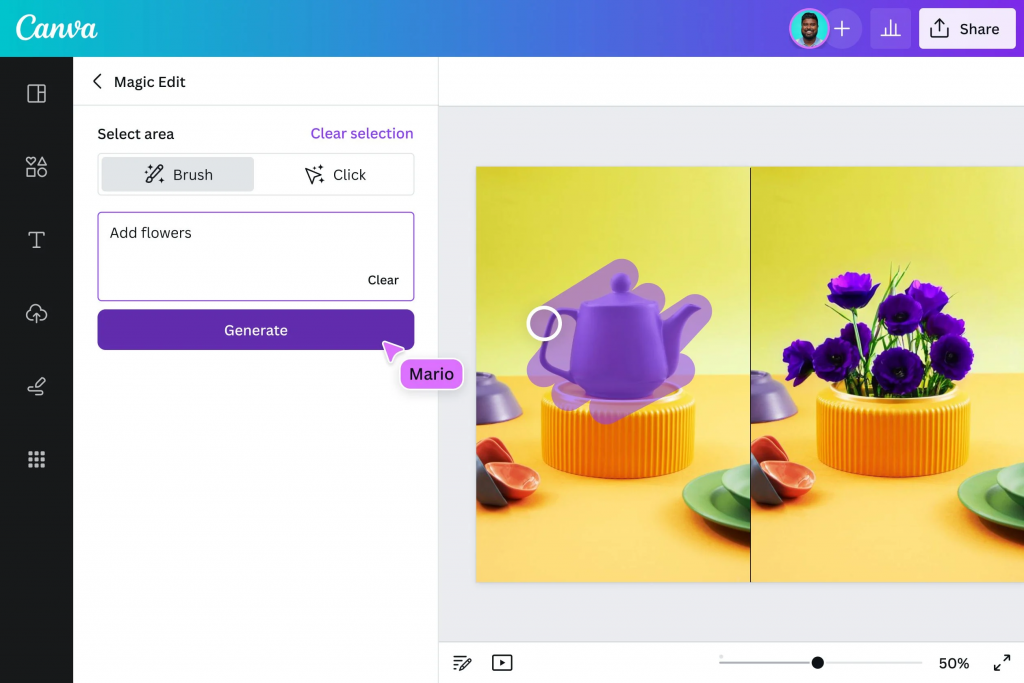 Canva
Share
Magic Edit
Select area
Clear selection
Brush
Click
Add flowers
Clear
Generate
Mario
50%